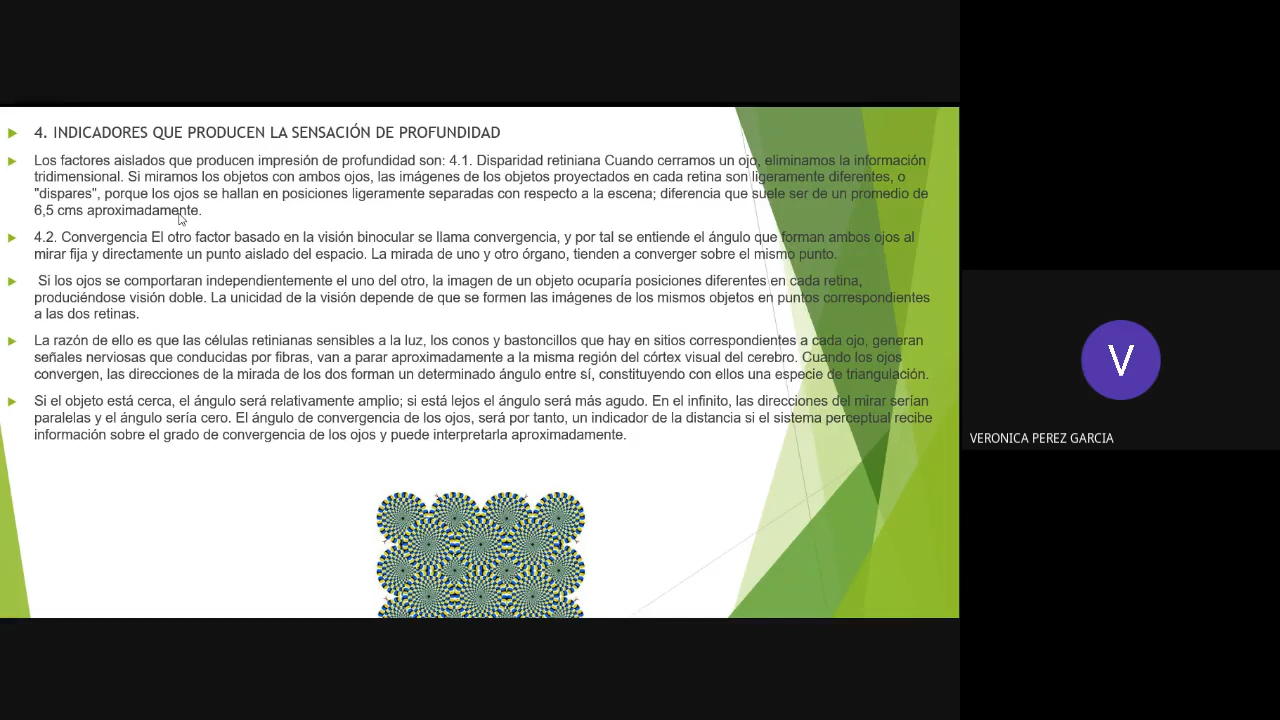 4. INDICADORES QUE PRODUCEN LA SENSACIÓN DE PROFUNDIDAD
Los factores aislados que producen impresión de profundidad son: 4.1. Disparidad retiniana Cuando cerramos un ojo, eliminamos la información
tridimensional. Si miramos los objetos con ambos ojos, las imágenes de los objetos proyectados en cada retina son ligeramente diferentes, o
"dispares", porque los ojos se hallan en posiciones ligeramente separadas con respecto a la escena; diferencia que suele ser de un promedio de
6,5 cms aproximadamente.
4.2. Convergencia El otro factor basado en la visión binocular se llama convergencia, y por tal se entiende el ángulo que forman ambos ojos al
mirar fija y directamente un punto aislado del espacio. La mirada de uno y otro órgano, tienden a converger sobre el mismo punto.
Si los ojos se comportaran independientemente el uno del otro, la imagen de un objeto ocuparía posiciones diferentes en cada retina,
produciéndose visión doble. La unicidad de la visión depende de que se formen las imágenes de los mismos objetos en puntos correspondientes
a las dos retinas.
La razón de ello es que las células retinianas sensibles a la luz, los conos y bastoncillos que hay en sitios correspondientes a cada ojo, generan
señales nerviosas que conducidas por fibras, van a parar aproximadamente a la misma región del córtex visual del cerebro. Cuando los ojos
convergen, las direcciones de la mirada de los dos forman un determinado ángulo entre sí, constituyendo con ellos una especie de triangulación.
Si el objeto está cerca, el ángulo será relativamente amplio; si está lejos el ángulo será más agudo. En el infinito, las direcciones del mirar serían
paralelas y el ángulo sería cero. El ángulo de convergencia de los ojos, será por tanto, un indicador de la distancia si el sistema perceptual recibe
información sobre el grado de convergencia de los ojos y puede interpretarla aproximadamente.
V
VERONICA PEREZ GARCIA